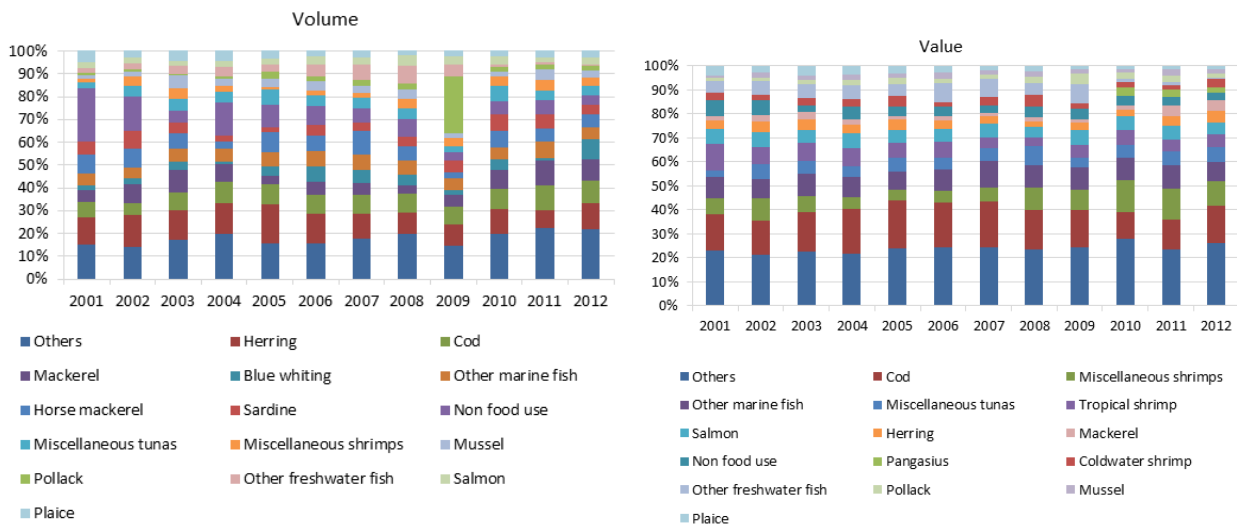 Volume
100%
90%
80%
70%
60%
50%
40%
30%
20%
10%
0%
2001 2002 2003 2004 2005 2006 2007 2008 2009 2010 2011 2012
Others Herring Cod
Mackerel Blue whiting Other marine fish
Horse mackerel Sardine Non food use
Miscellaneous tunas Miscellaneous shrimps Mussel
Pollack Other freshwater fish Salmon
Plaice
Value
100%
90%
80%
70%
60%
50%
40%
30%
20%
10%
0%
2001 2002 2003 2004 2005 2006 2007 2008 2009 2010 2011 2012
Others Cod Miscellaneous shrimps
Other marine fish Miscellaneous tunas Tropical shrimp
Salmon Herring Mackerel
Non food use Pangasius Coldwater shrimp
Other freshwater fish Pollack Mussel
Plaice